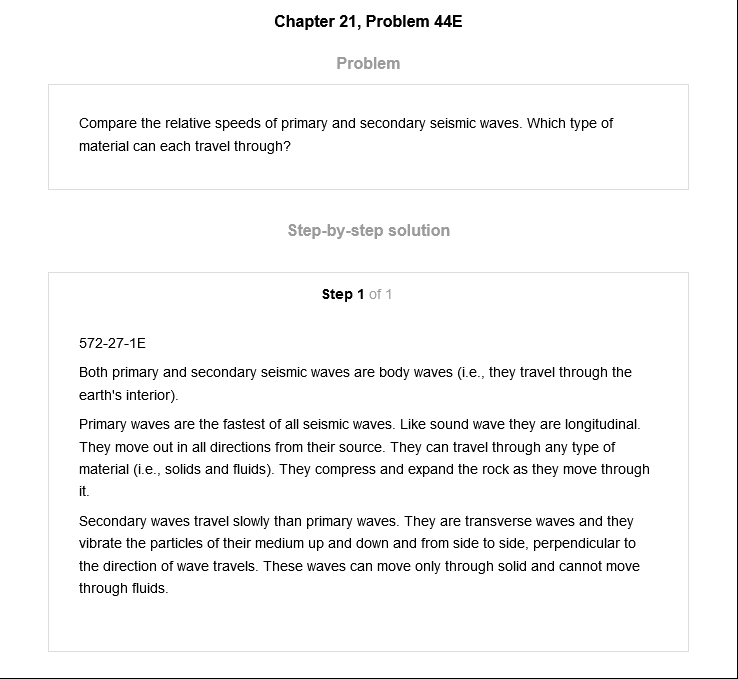 Chapter 21, Problem 44E
Problem
Compare the relative speeds of primary and secondary seismic waves. Which type of
material can each travel through?
Step-by-step solution
Step 1 of 1
572-27-1E
Both primary and secondary seismic waves are body waves (i.e., they travel through the
earth's interior).
Primary waves are the fastest of all seismic waves. Like sound wave they are longitudinal.
They move out in all directions from their source. They can travel through any type of
material (i.e., solids and fluids). They compress and expand the rock as they move through
it.
Secondary waves travel slowly than primary waves. They are transverse waves and they
vibrate the particles of their medium up and down and from side to side, perpendicular to
the direction of wave travels. These waves can move only through solid and cannot move
through fluids.